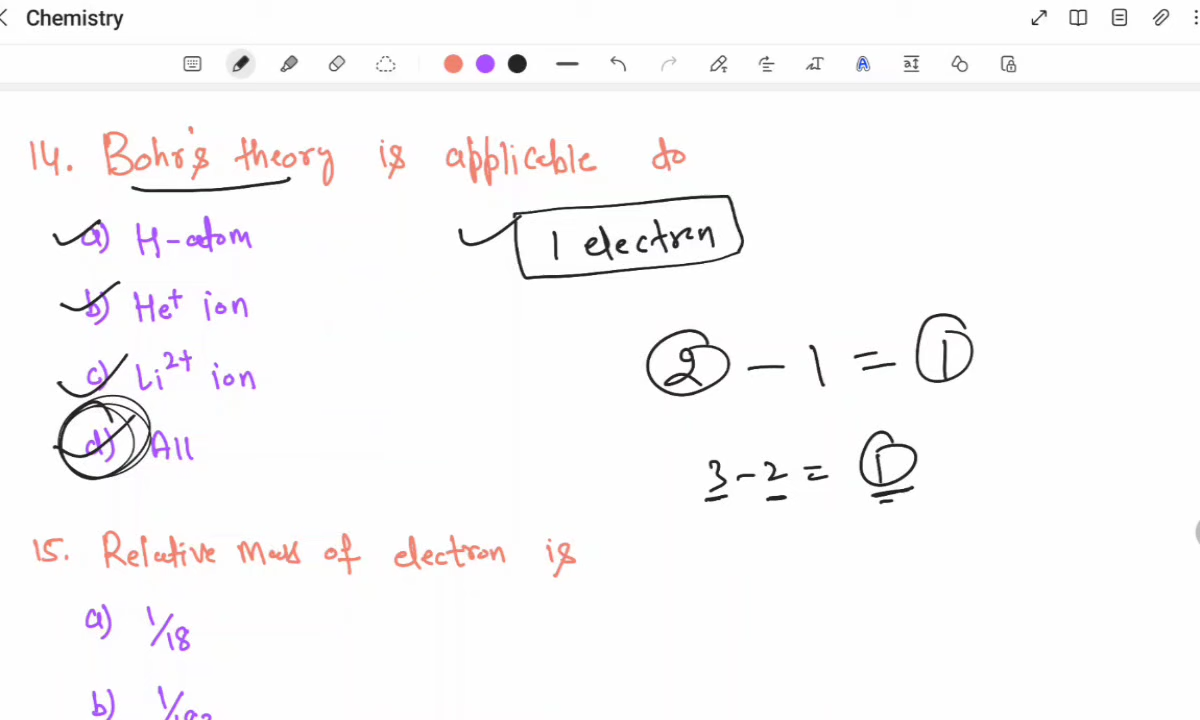 Chemistry
14. Bohr's theory is applicable to
a) H-atom
1 electron
b) He+ ion
2 - 1 = 1
c) Li2+ ion
d) All
3-2 = 1
15. Relative mass of electron is
a) 1/18
b)